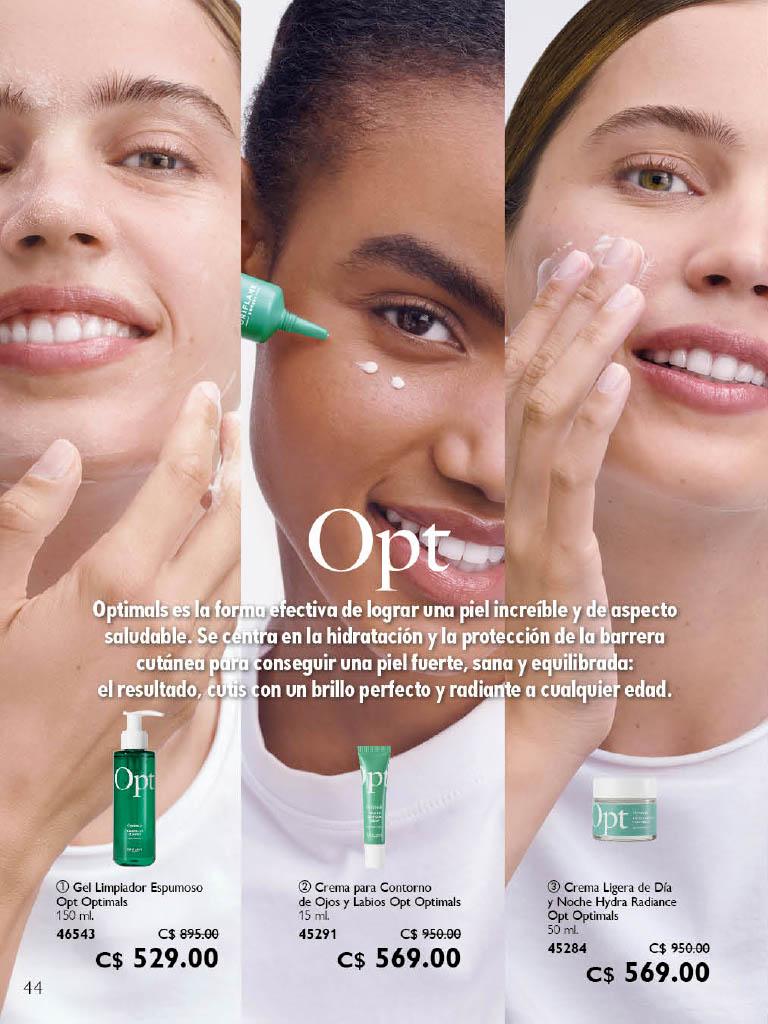 ORIFLAME
Opt
Optimals es la forma efectiva de lograr una piel increíble y de aspecto
saludable. Se centra en la hidratación y la protección de la barrera
cutánea para conseguir una piel fuerte, sana y equilibrada:
el resultado, cutis con un brillo perfecto y radiante a cualquier edad.
Opt
Optimals
Opt
Optimals
Opt
① Gel Limpiador Espumoso
Opt Optimals
150 ml.
46543 C$ 895.00
C$ 529.00
② Crema para Contorno
de Ojos y Labios Opt Optimals
15 ml.
45291 C$ 950.00
C$ 569.00
③ Crema Ligera de Día
y Noche Hydra Radiance
Opt Optimals
50 ml.
45284 C$ 950.00
C$ 569.00
44